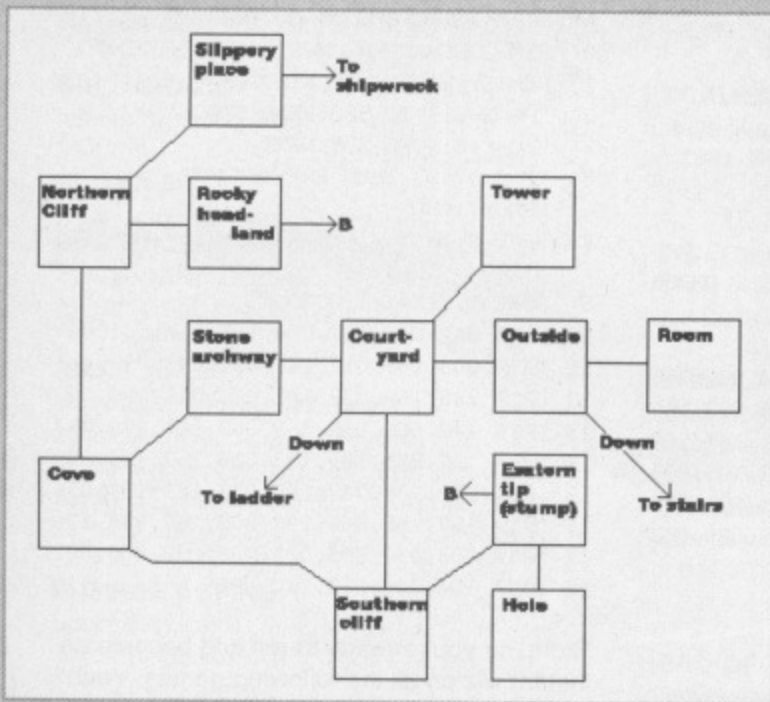 Slippery
place
To
shipwreck
Northern
Cliff
Rocky
head-
land
B
Tower
Stone
archway
Court-
yard
Outside
Room
Down
Down
Cove
To ladder
B
Eastern
tip
(stump)
To stairs
Southern
cliff
Hole